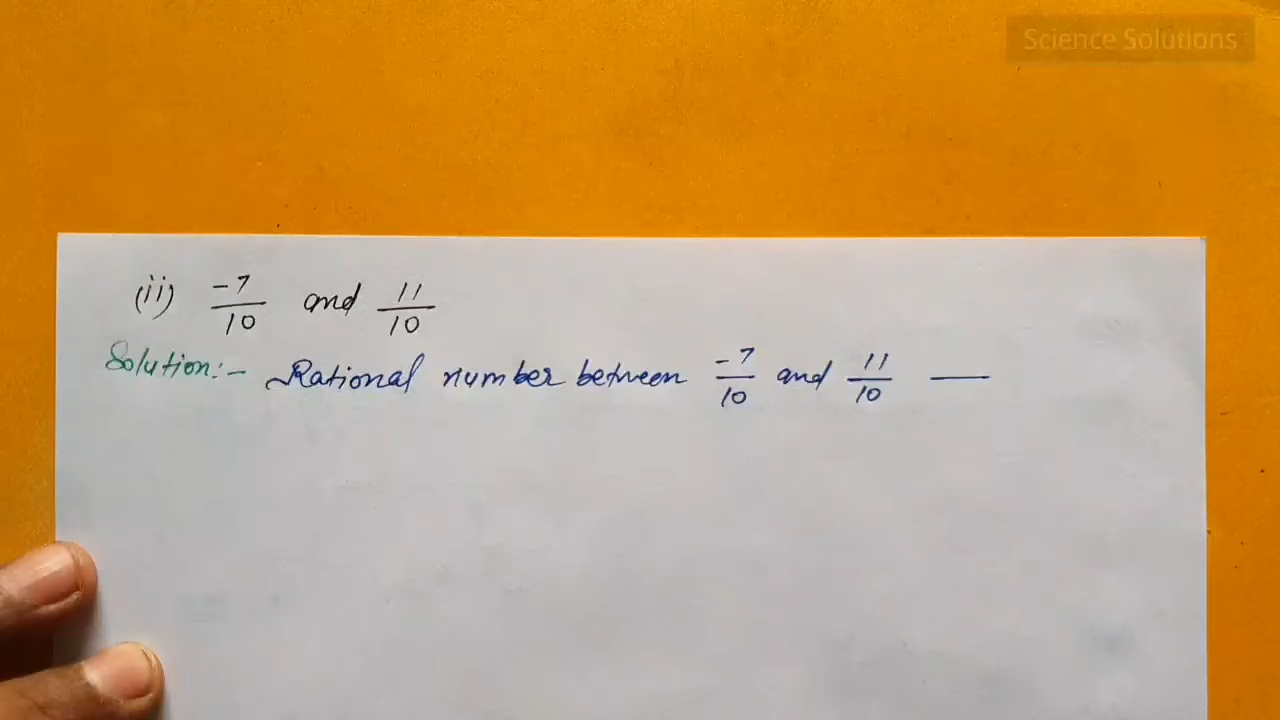 Science Solutions
(ii) -7/10 and 11/10
Solution:- Rational number between -7/10 and 11/10 —